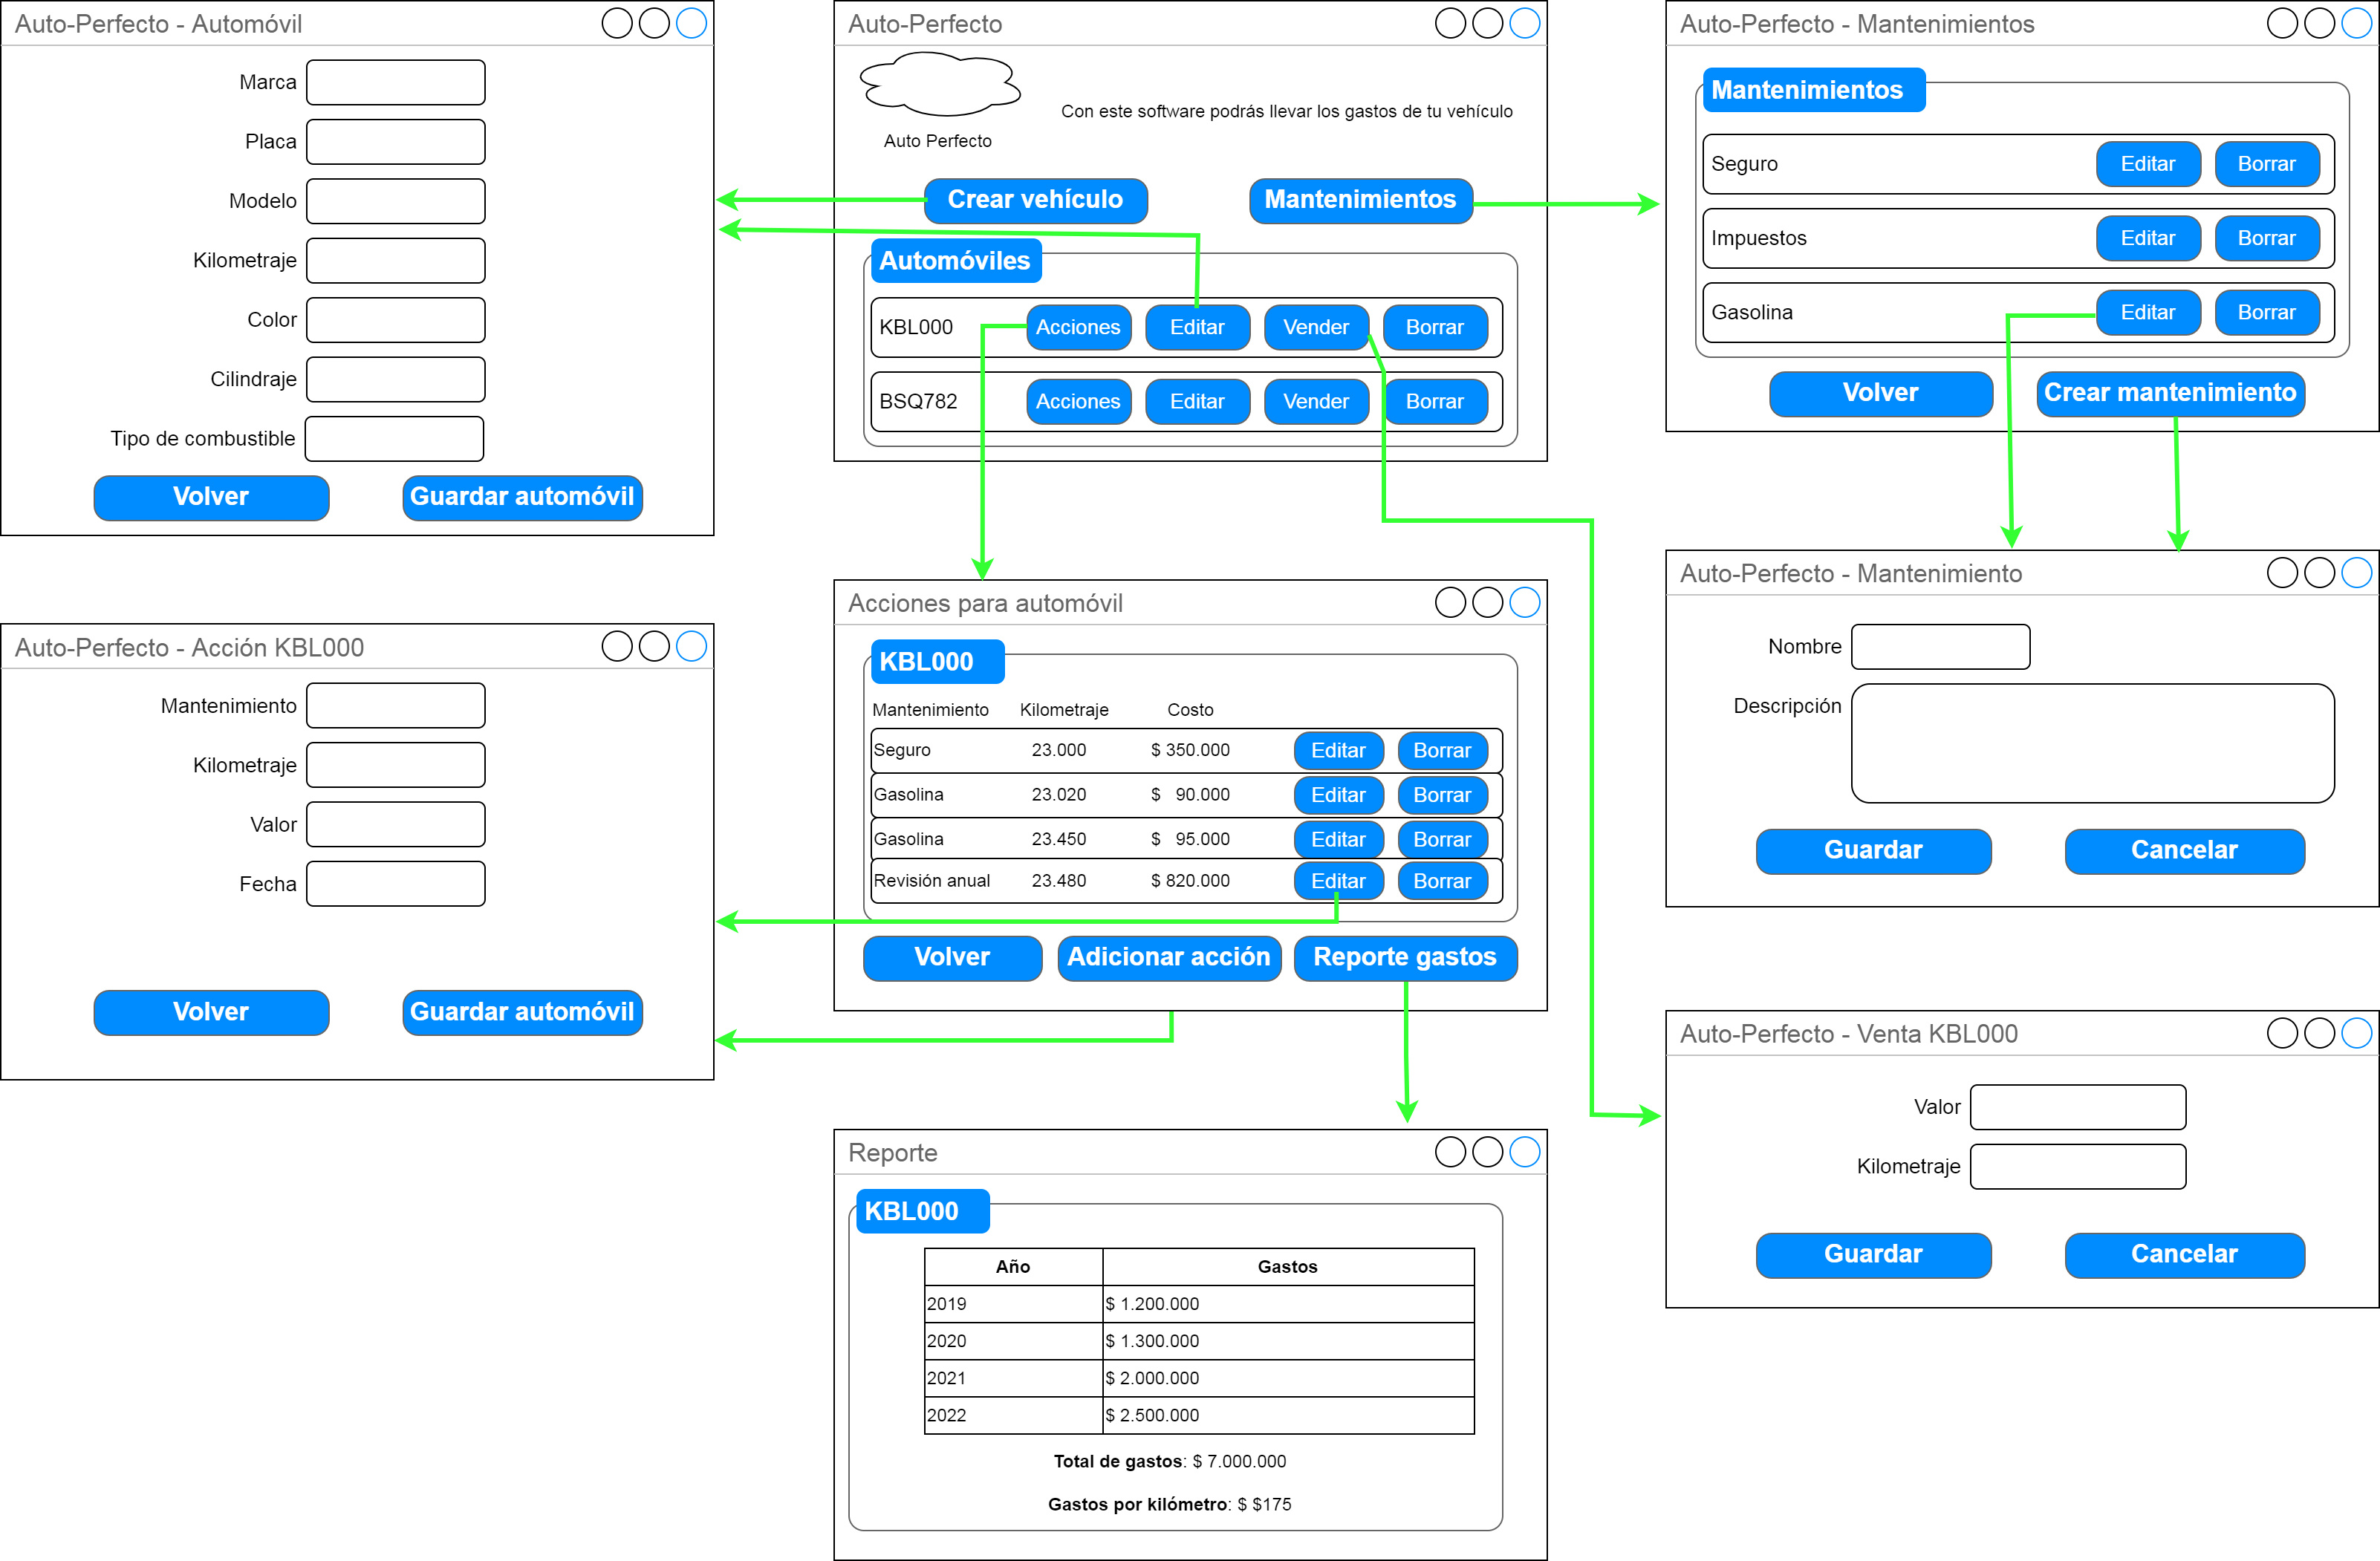 Auto-Perfecto - Automóvil
Marca
Placa
Modelo
Kilometraje
Color
Cilindraje
Tipo de combustible
Volver Guardar automóvil
Auto-Perfecto
Auto Perfecto
Con este software podrás llevar los gastos de tu vehículo
Crear vehículo Mantenimientos
Automóviles
KBL000 Acciones Editar Vender Borrar
BSQ782 Acciones Editar Vender Borrar
Auto-Perfecto - Mantenimientos
Mantenimientos
Seguro Editar Borrar
Impuestos Editar Borrar
Gasolina Editar Borrar
Volver Crear mantenimiento
Auto-Perfecto - Acción KBL000
Mantenimiento
Kilometraje
Valor
Fecha
Volver Guardar automóvil
Acciones para automóvil
KBL000
Mantenimiento Kilometraje Costo
Seguro 23.000 $ 350.000 Editar Borrar
Gasolina 23.020 $ 90.000 Editar Borrar
Gasolina 23.450 $ 95.000 Editar Borrar
Revisión anual 23.480 $ 820.000 Editar Borrar
Volver Adicionar acción Reporte gastos
Auto-Perfecto - Mantenimiento
Nombre
Descripción
Guardar Cancelar
Reporte
KBL000
Año Gastos
2019 $ 1.200.000
2020 $ 1.300.000
2021 $ 2.000.000
2022 $ 2.500.000
Total de gastos: $ 7.000.000
Gastos por kilómetro: $ $175
Auto-Perfecto - Venta KBL000
Valor
Kilometraje
Guardar Cancelar